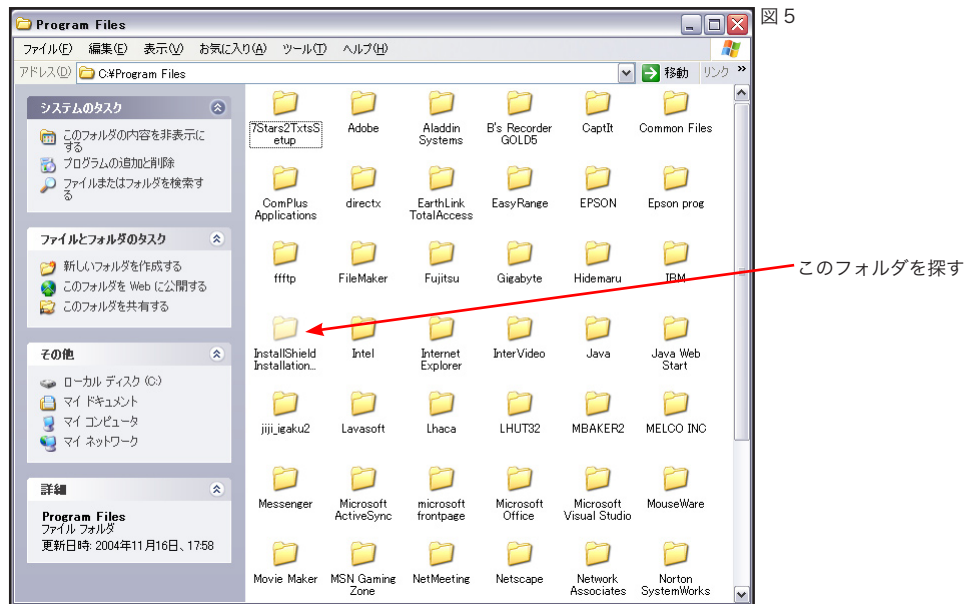 図5
Program Files
ファイル(F) 編集(E) 表示(V) お気に入り(A) ツール(T) ヘルプ(H)
アドレス(D) C:¥Program Files 移動 リンク »
システムのタスク
このフォルダの内容を非表示に
する
プログラムの追加と削除
ファイルまたはフォルダを検索す
る
ファイルとフォルダのタスク
新しいフォルダを作成する
このフォルダを Web に公開する
このフォルダを共有する
その他
ローカル ディスク (C:)
マイ ドキュメント
マイ コンピュータ
マイ ネットワーク
詳細
Program Files
ファイル フォルダ
更新日時: 2004年11月16日、17:58
7Stars2TxtsS
etup
Adobe
Aladdin
Systems
B's Recorder
GOLD5
CaptIt
Common Files
ComPlus
Applications
directx
EarthLink
TotalAccess
EasyRange
EPSON
Epson prog
ffftp
FileMaker
Fujitsu
Gigabyte
Hidemaru
IBM
InstallShield
Installation...
Intel
Internet
Explorer
InterVideo
Java
Java Web
Start
jiji_igaku2
Lavasoft
Lhaca
LHUT32
MBAKER2
MELCO INC
Messenger
Microsoft
ActiveSync
microsoft
frontpage
Microsoft
Office
Microsoft
Visual Studio
MouseWare
Movie Maker
MSN Gaming
Zone
NetMeeting
Netscape
Network
Associates
Norton
SystemWorks
このフォルダを探す